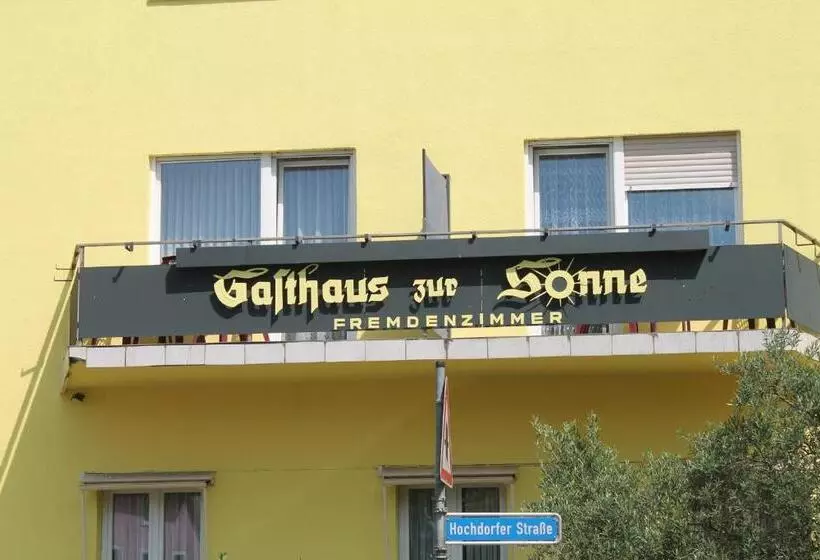 Gasthaus zur Sonne
FREMDENZIMMER
Hochdorfer Straße